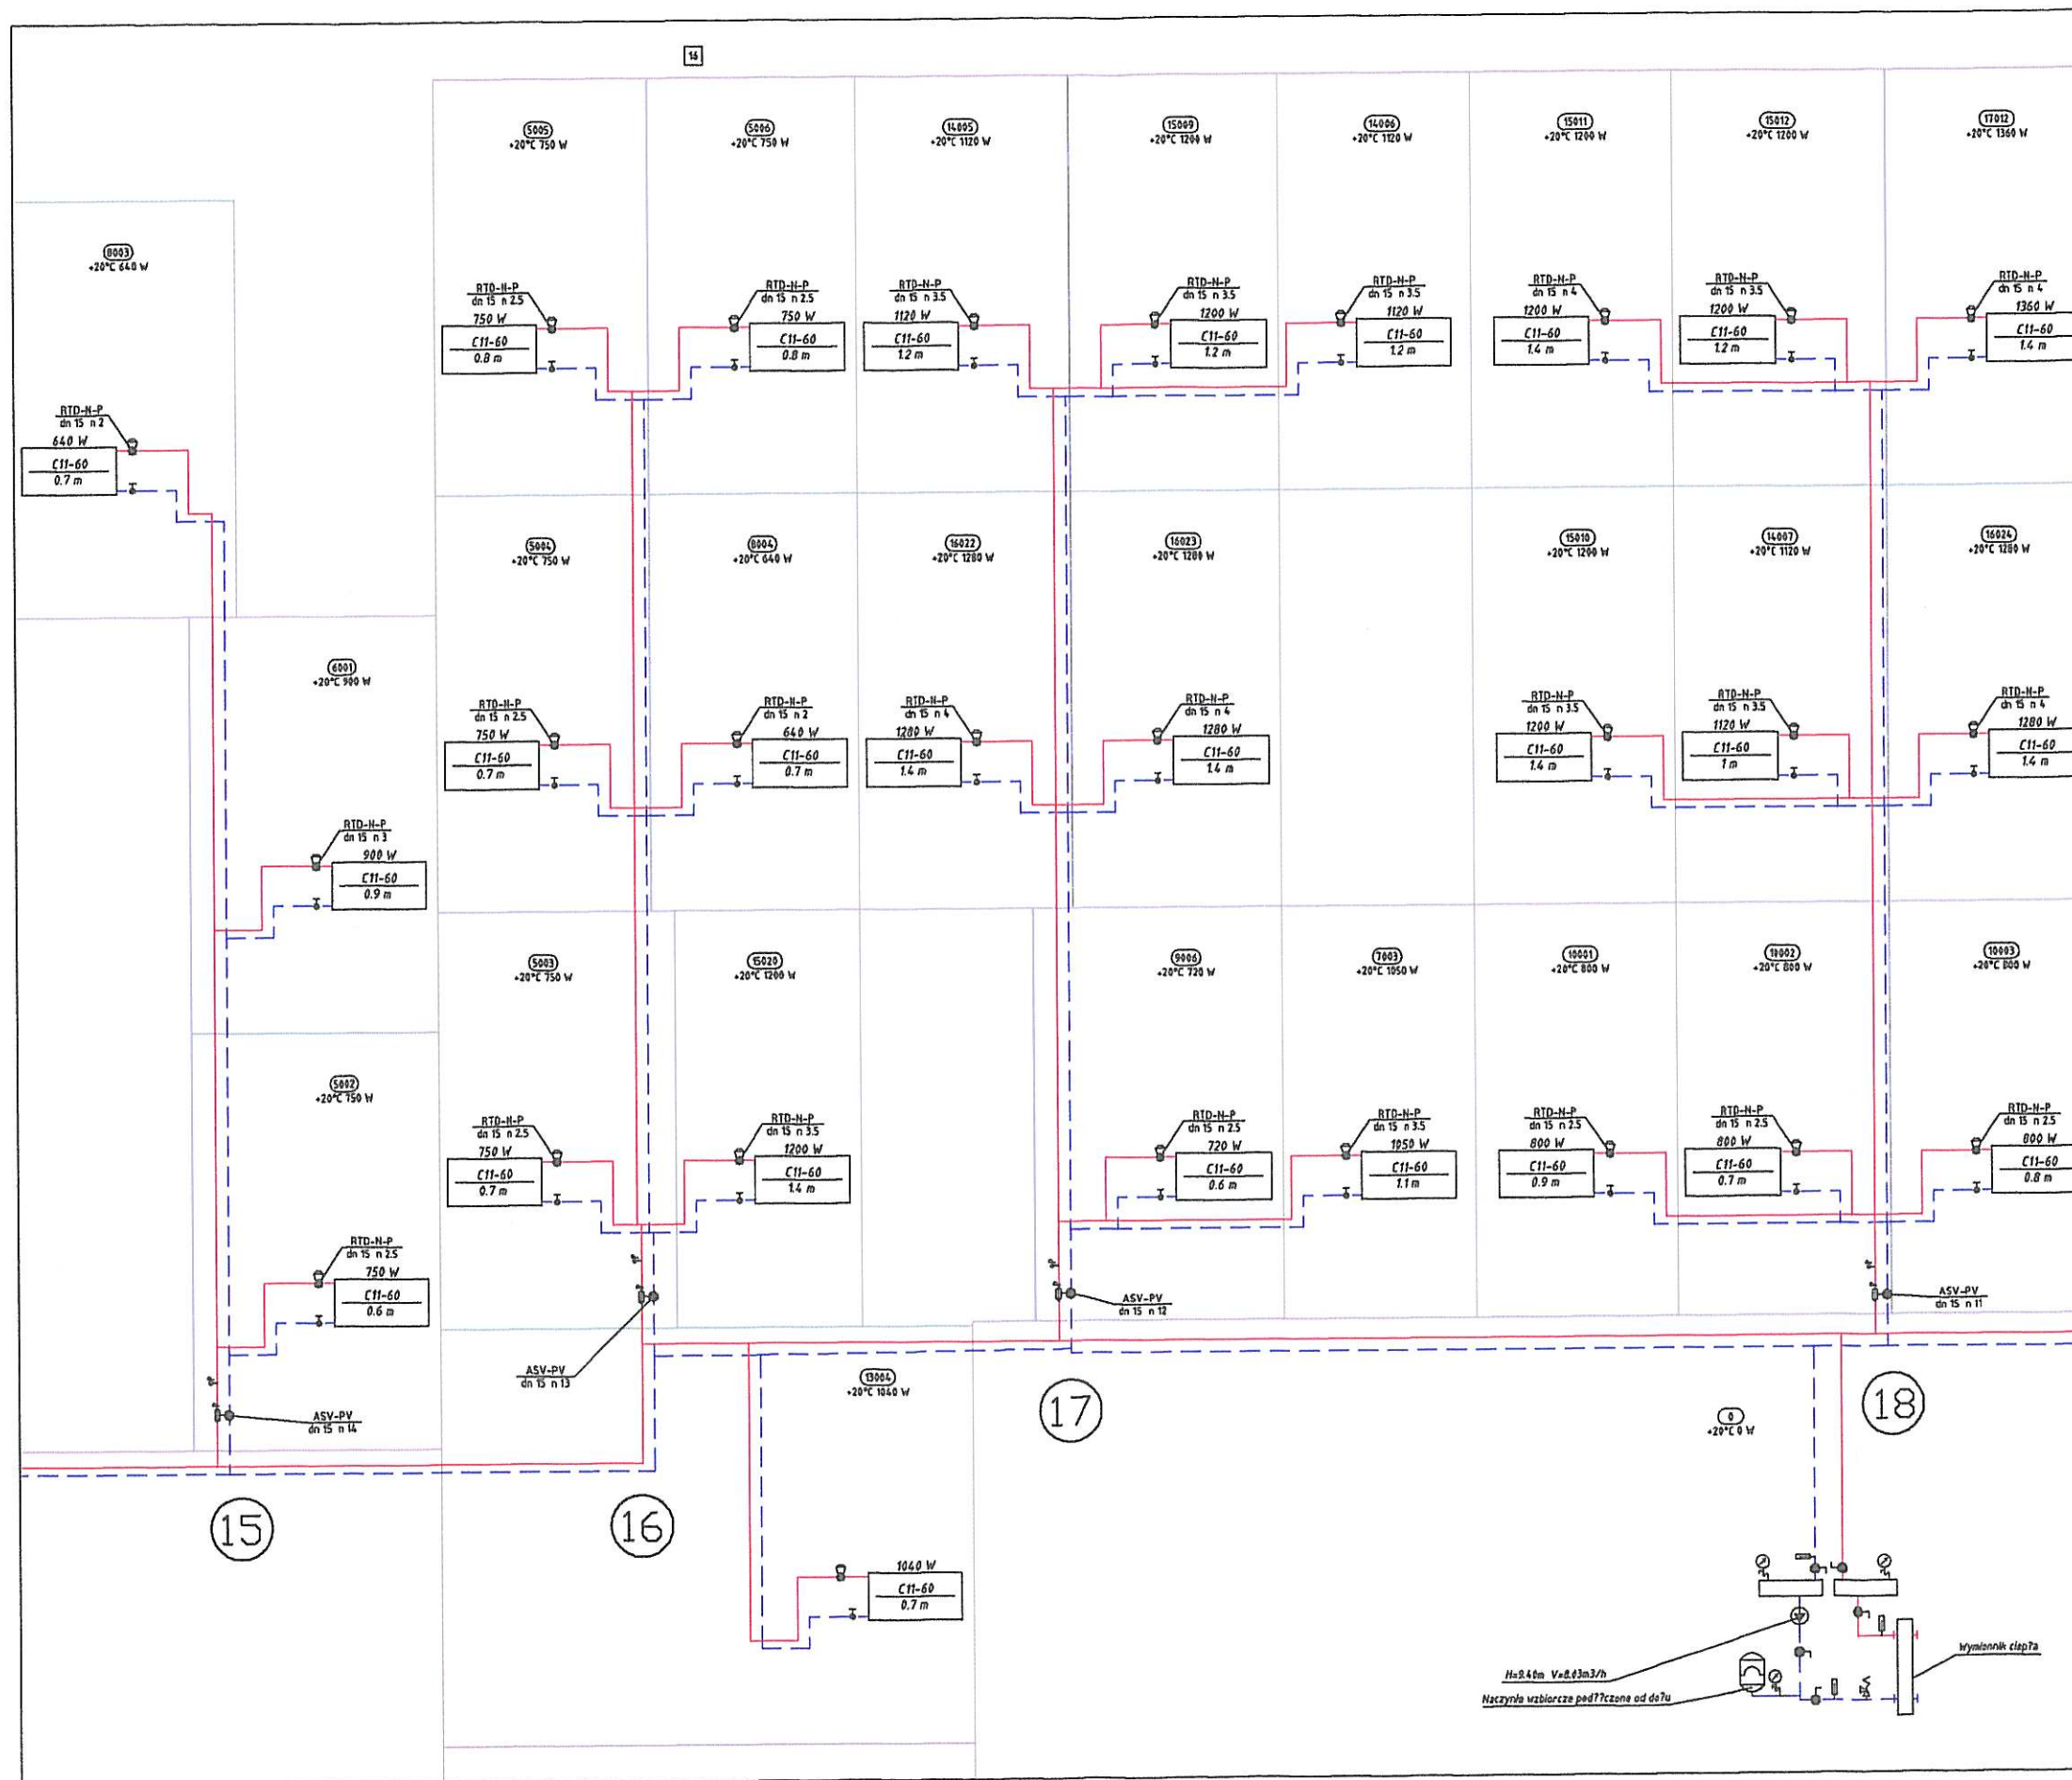 16
5005
+20°C 750 W
5006
+20°C 750 W
14005
+20°C 1120 W
15009
+20°C 1200 W
14006
+20°C 1120 W
15011
+20°C 1200 W
15012
+20°C 1200 W
17012
+20°C 1360 W
8003
+20°C 640 W
RTD-N-P
dn 15 n 2.5
750 W
C11-60
0.8 m
RTD-N-P
dn 15 n 2.5
750 W
C11-60
0.8 m
RTD-N-P
dn 15 n 3.5
1120 W
C11-60
1.2 m
RTD-N-P
dn 15 n 3.5
1200 W
C11-60
1.2 m
RTD-N-P
dn 15 n 3.5
1120 W
C11-60
1.2 m
RTD-N-P
dn 15 n 4
1200 W
C11-60
1.4 m
RTD-N-P
dn 15 n 3.5
1200 W
C11-60
1.2 m
RTD-N-P
dn 15 n 4
1360 W
C11-60
1.4 m
RTD-N-P
dn 15 n 2
640 W
C11-60
0.7 m
5004
+20°C 750 W
8004
+20°C 640 W
16022
+20°C 1280 W
16023
+20°C 1280 W
15010
+20°C 1200 W
14007
+20°C 1120 W
16024
+20°C 1280 W
6001
+20°C 900 W
RTD-N-P
dn 15 n 2.5
750 W
C11-60
0.7 m
RTD-N-P
dn 15 n 2
640 W
C11-60
0.7 m
RTD-N-P
dn 15 n 4
1280 W
C11-60
1.4 m
RTD-N-P
dn 15 n 4
1280 W
C11-60
1.4 m
RTD-N-P
dn 15 n 3.5
1200 W
C11-60
1.4 m
RTD-N-P
dn 15 n 3.5
1120 W
C11-60
1 m
RTD-N-P
dn 15 n 4
1280 W
C11-60
1.4 m
RTD-N-P
dn 15 n 3
900 W
C11-60
0.9 m
5003
+20°C 750 W
15020
+20°C 1200 W
9006
+20°C 720 W
7003
+20°C 1050 W
10001
+20°C 800 W
10002
+20°C 800 W
10003
+20°C 800 W
5002
+20°C 750 W
RTD-N-P
dn 15 n 2.5
750 W
C11-60
0.7 m
RTD-N-P
dn 15 n 3.5
1200 W
C11-60
1.4 m
RTD-N-P
dn 15 n 2.5
720 W
C11-60
0.6 m
RTD-N-P
dn 15 n 3.5
1050 W
C11-60
1.1 m
RTD-N-P
dn 15 n 2.5
800 W
C11-60
0.9 m
RTD-N-P
dn 15 n 2.5
800 W
C11-60
0.7 m
RTD-N-P
dn 15 n 2.5
800 W
C11-60
0.8 m
RTD-N-P
dn 15 n 2.5
750 W
C11-60
0.6 m
ASV-PV
dn 15 n 12
ASV-PV
dn 15 n 11
ASV-PV
dn 15 n 13
ASV-PV
dn 15 n 14
13004
+20°C 1040 W
17
18
0
+20°C 0 W
15
16
1040 W
C11-60
0.7 m
H=9.40m V=8.03m3/h
Naczynie wzbiorcze pod??czone od do?u
Wymiennik ciep?a